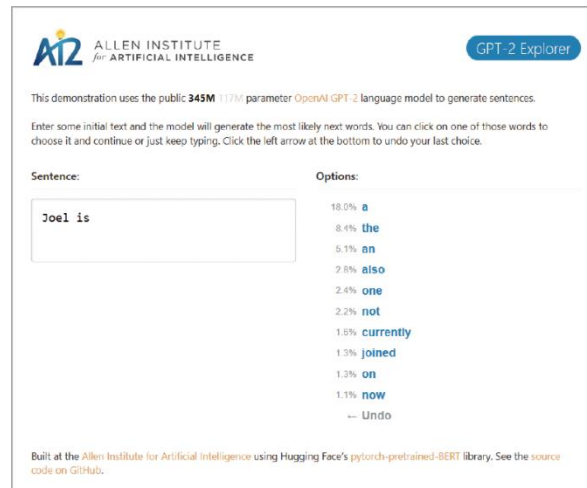 AI2 ALLEN INSTITUTE
for ARTIFICIAL INTELLIGENCE
GPT-2 Explorer
This demonstration uses the public 345M 117M parameter OpenAI GPT-2 language model to generate sentences.
Enter some initial text and the model will generate the most likely next words. You can click on one of those words to
choose it and continue or just keep typing. Click the left arrow at the bottom to undo your last choice.
Sentence:
Joel is
Options:
18.0% a
8.4% the
5.1% an
2.8% also
2.4% one
2.2% not
1.6% currently
1.3% joined
1.3% on
1.1% now
← Undo
Built at the Allen Institute for Artificial Intelligence using Hugging Face's pytorch-pretrained-BERT library. See the source
code on GitHub.